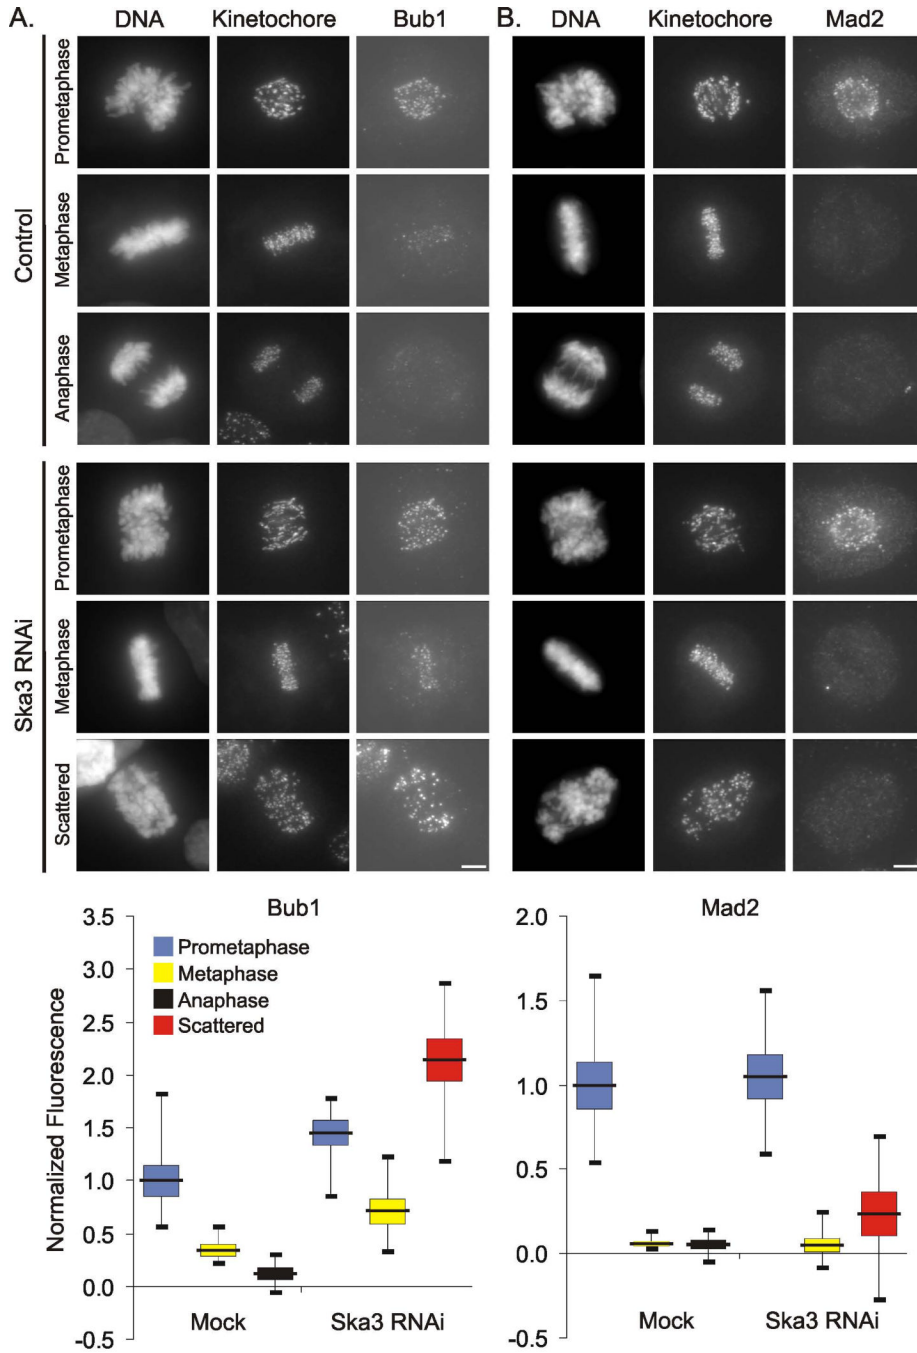 A.
DNA Kinetochore Bub1
B.
DNA Kinetochore Mad2
Control
Prometaphase
Metaphase
Anaphase
Ska3 RNAi
Prometaphase
Metaphase
Scattered
Bub1
Normalized Fluorescence
3.5
3.0
2.5
2.0
1.5
1.0
0.5
0.0
-0.5
Prometaphase
Metaphase
Anaphase
Scattered
Mock Ska3 RNAi
Mad2
2.0
1.5
1.0
0.5
0.0
-0.5
Mock Ska3 RNAi